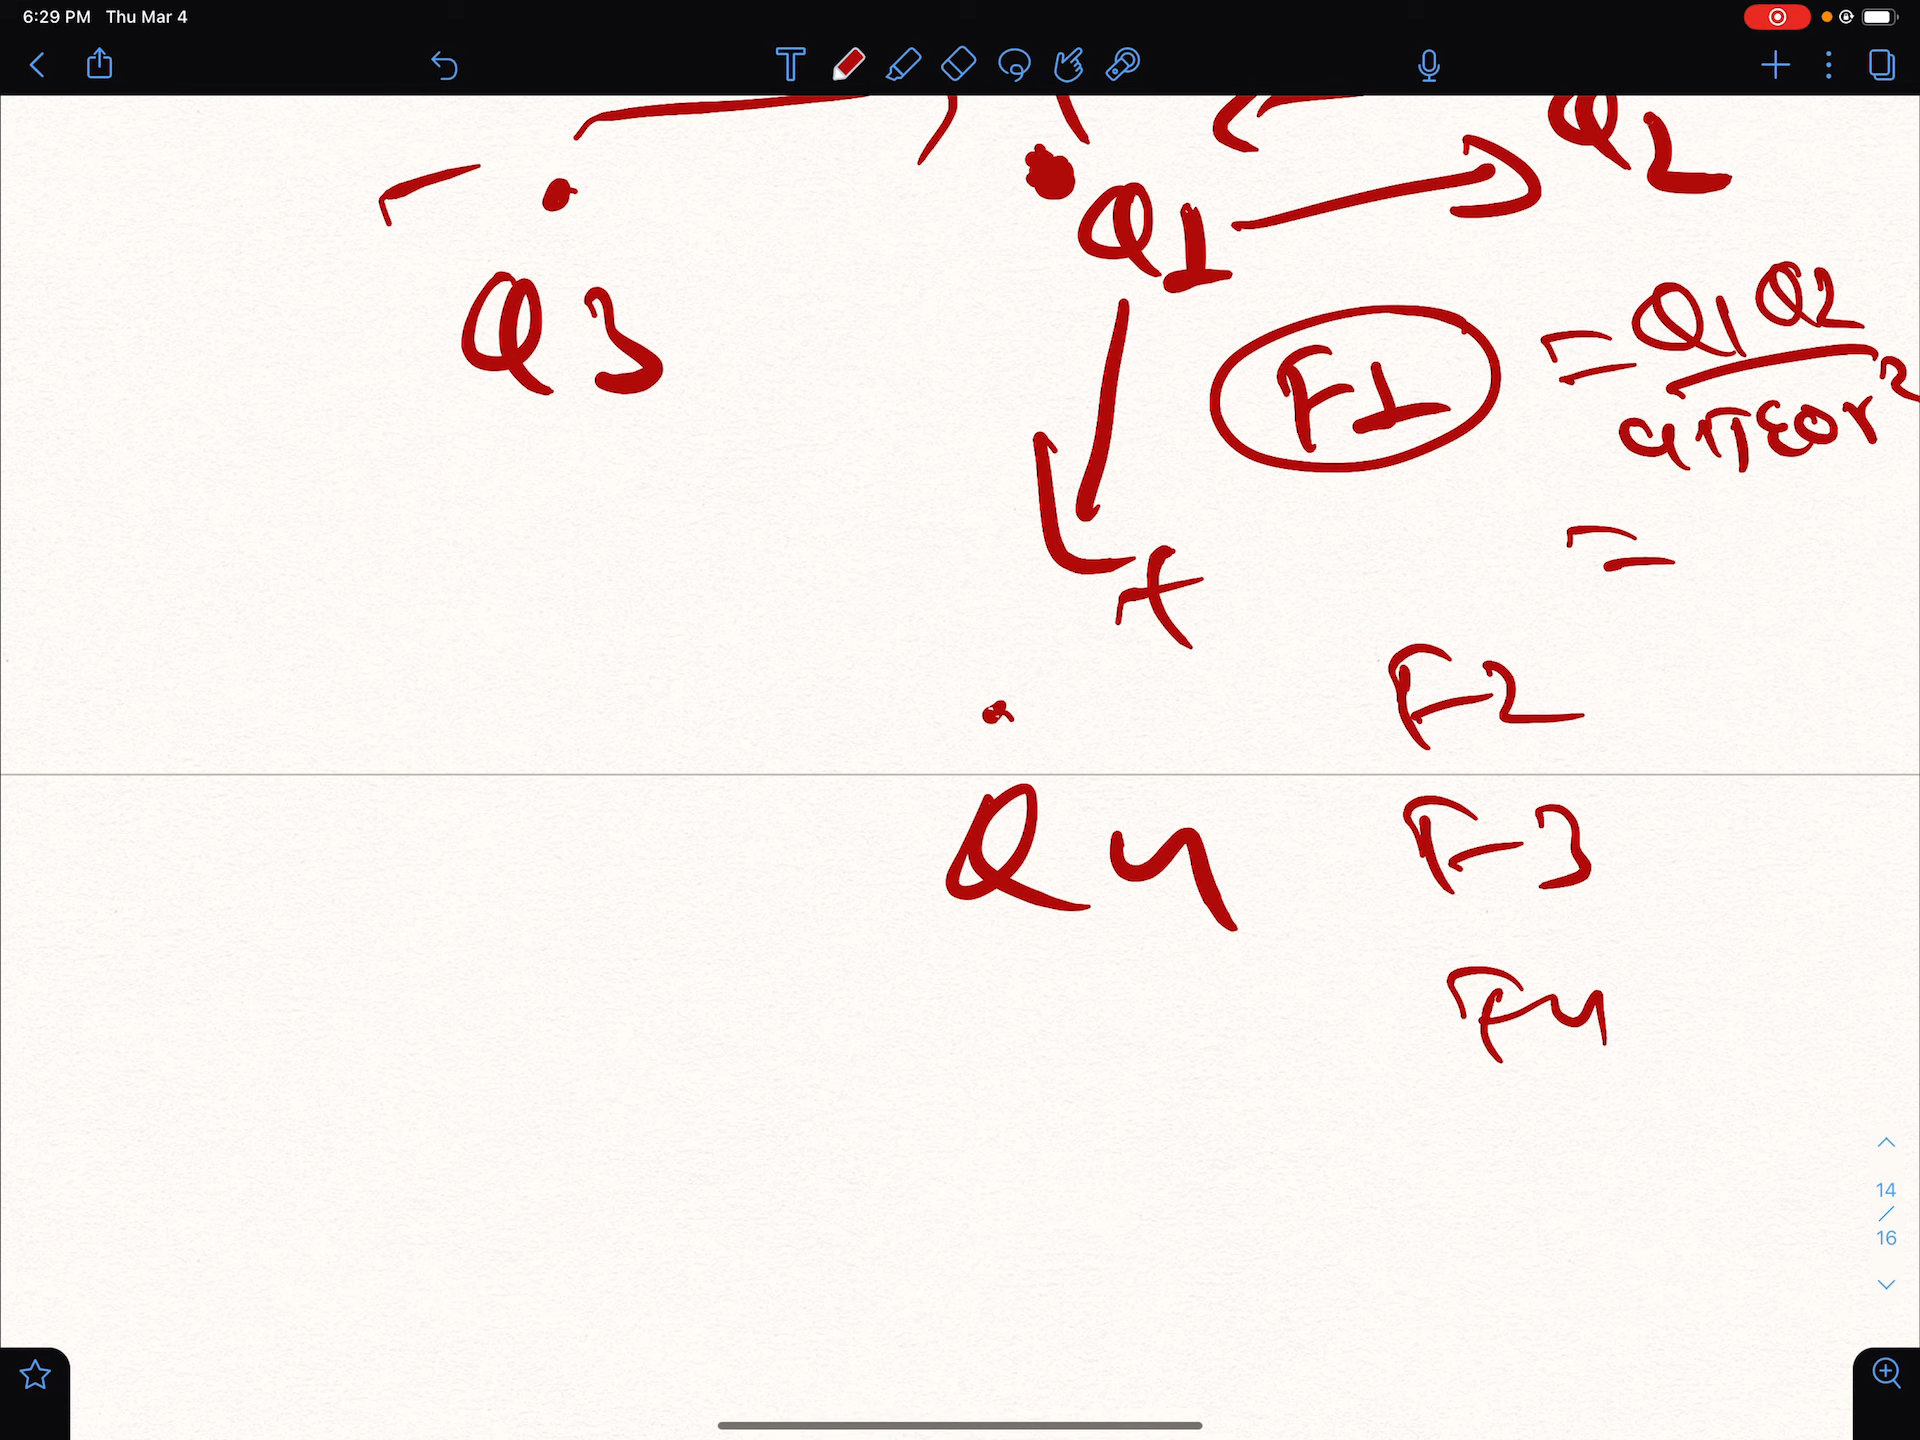 6:29 PM Thu Mar 4
Q2
Q1
Q3
F1 = Q1Q2
4πε0r²
=
F2
Q4
F3
F4
14
/
16